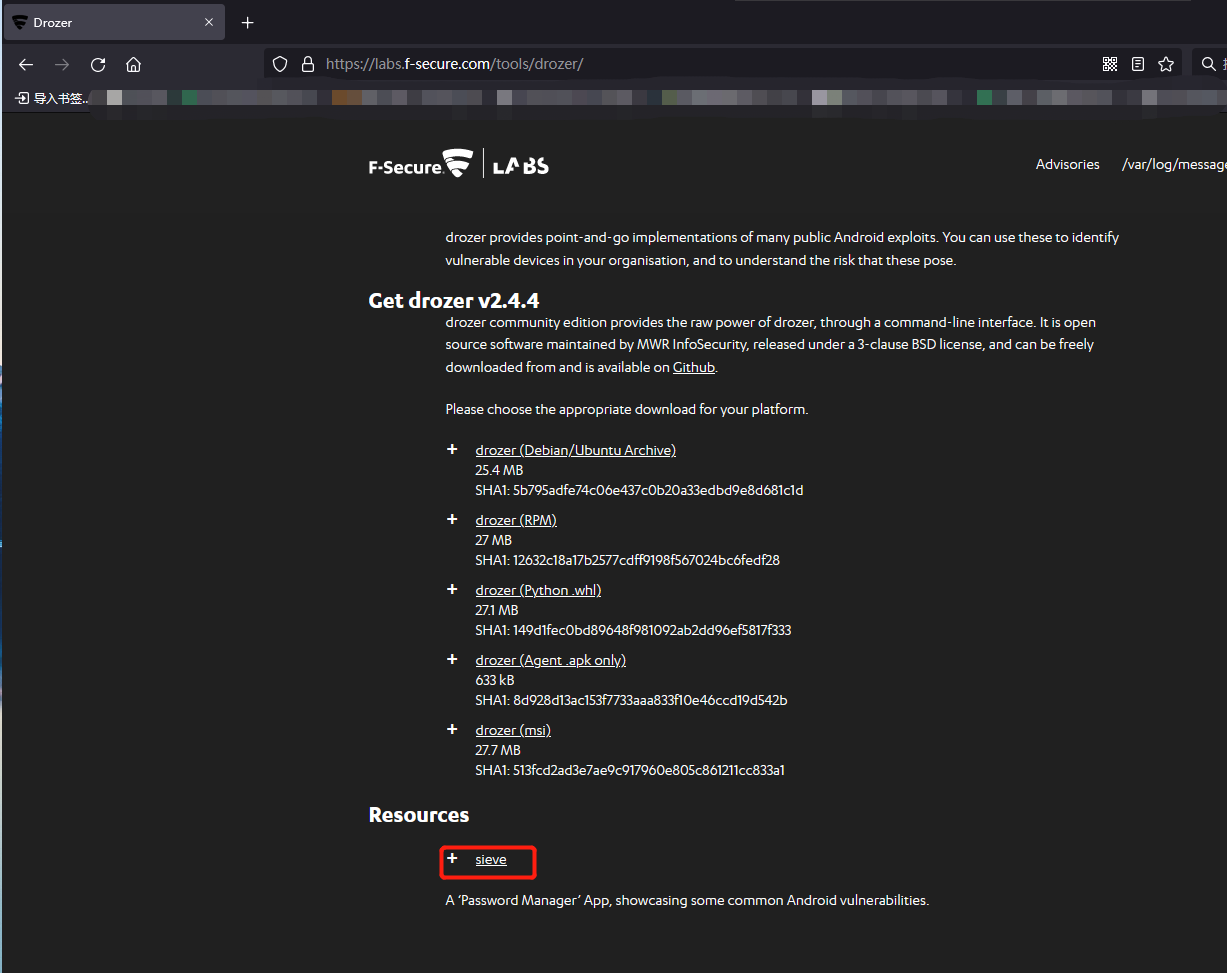 Drozer
https://labs.f-secure.com/tools/drozer/
导入书签..
F-Secure. LABS
Advisories /var/log/message
drozer provides point-and-go implementations of many public Android exploits. You can use these to identify
vulnerable devices in your organisation, and to understand the risk that these pose.
Get drozer v2.4.4
drozer community edition provides the raw power of drozer, through a command-line interface. It is open
source software maintained by MWR InfoSecurity, released under a 3-clause BSD license, and can be freely
downloaded from and is available on Github.
Please choose the appropriate download for your platform.
+ drozer (Debian/Ubuntu Archive)
25.4 MB
SHA1: 5b795adfe74c06e437c0b20a33edbd9e8d681c1d
+ drozer (RPM)
27 MB
SHA1: 12632c18a17b2577cdff9198f567024bc6fedf28
+ drozer (Python .whl)
27.1 MB
SHA1: 149d1fec0bd89648f981092ab2dd96ef5817f333
+ drozer (Agent .apk only)
633 kB
SHA1: 8d928d13ac153f7733aaa833f10e46ccd19d542b
+ drozer (msi)
27.7 MB
SHA1: 513fcd2ad3e7ae9c917960e805c861211cc833a1
Resources
+ sieve
A ‘Password Manager’ App, showcasing some common Android vulnerabilities.